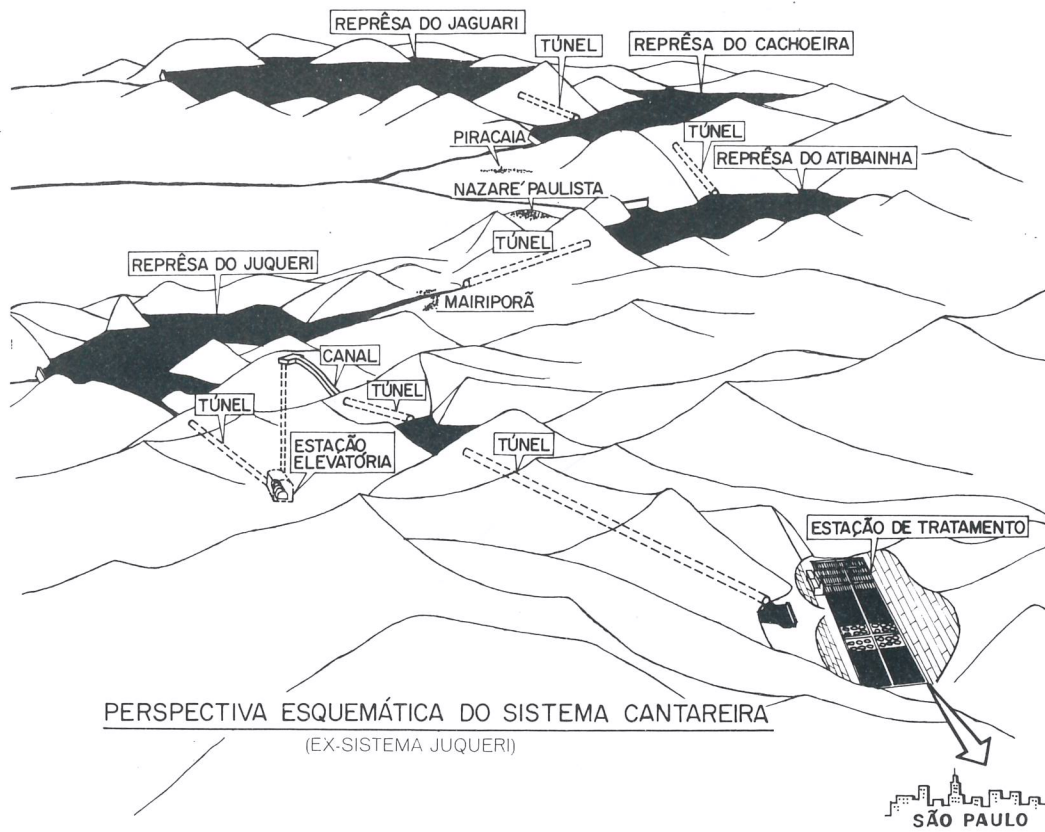 REPRÊSA DO JAGUARI
TÚNEL
REPRÊSA DO CACHOEIRA
PIRACAIA
TÚNEL
REPRÊSA DO ATIBAINHA
NAZARÉ PAULISTA
TÚNEL
REPRÊSA DO JUQUERI
MAIRIPORÃ
CANAL
TÚNEL
TÚNEL
ESTAÇÃO
ELEVATÓRIA
TÚNEL
ESTAÇÃO DE TRATAMENTO
PERSPECTIVA ESQUEMÁTICA DO SISTEMA CANTAREIRA
(EX-SISTEMA JUQUERI)
SÃO PAULO